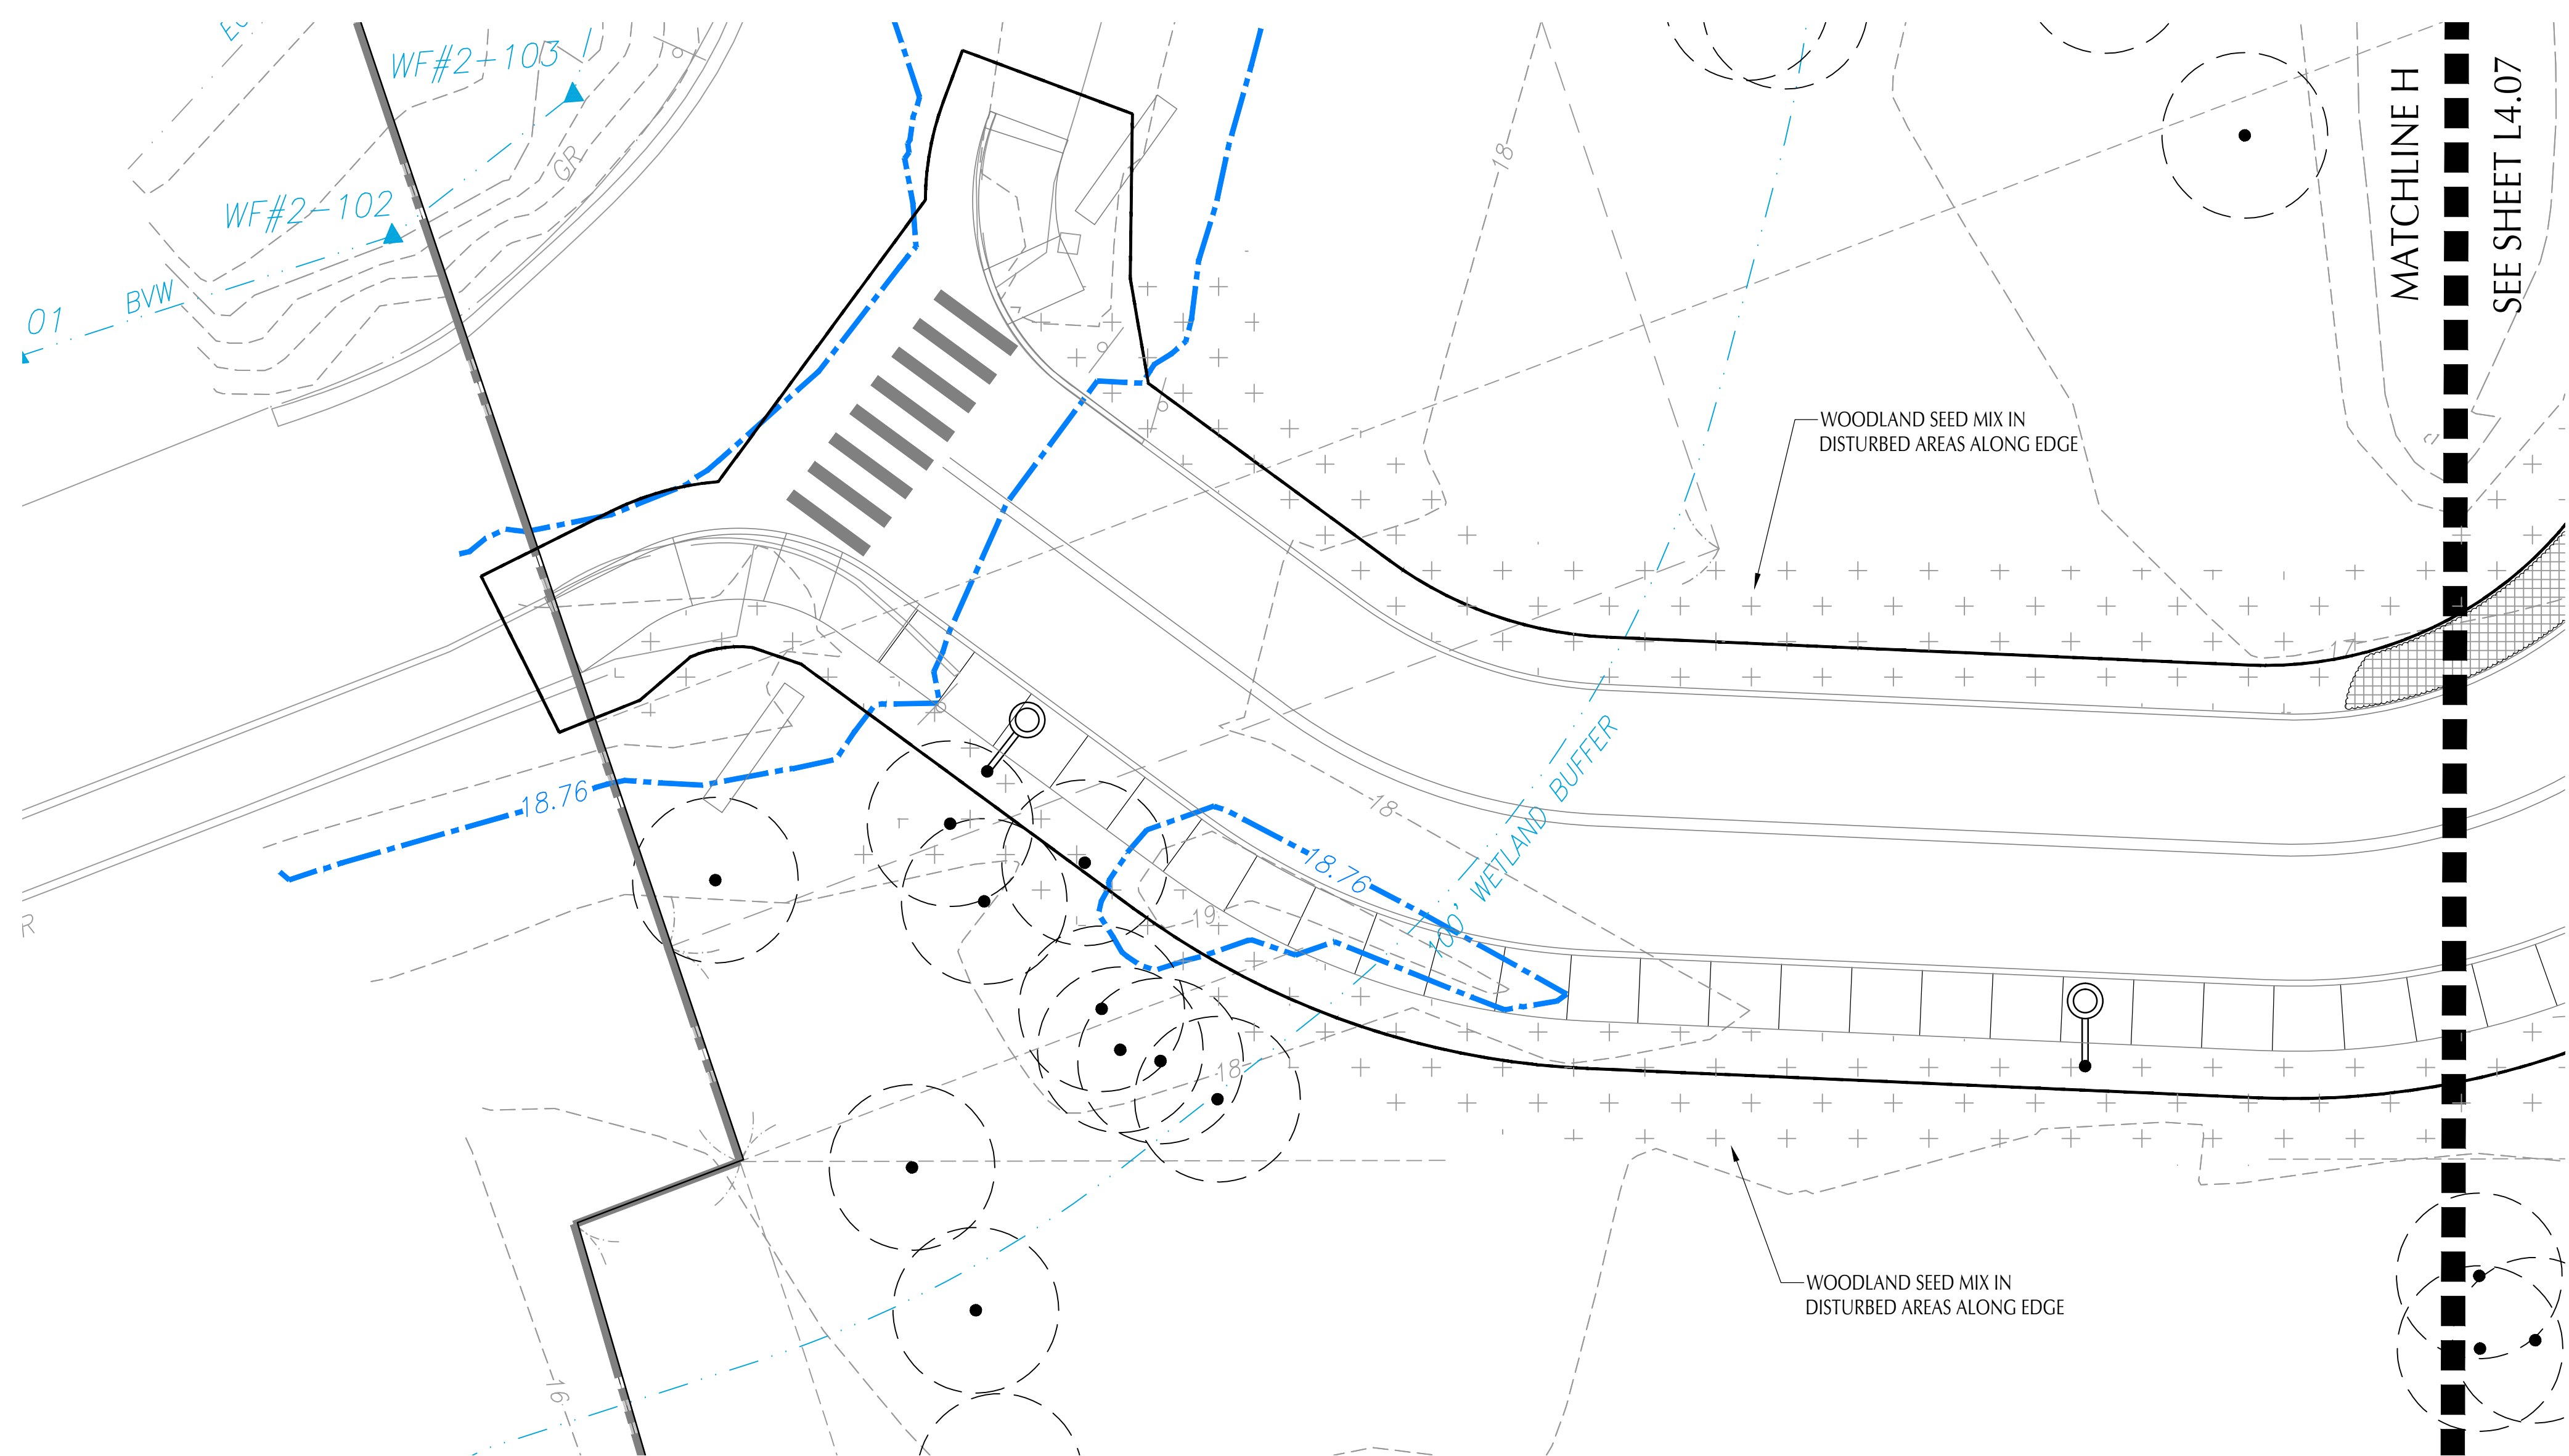 WF#2-103
GR
WF#2-102
BVW
01
MATCHLINE H
SEE SHEET L4.07
18
WOODLAND SEED MIX IN
DISTURBED AREAS ALONG EDGE
17
18.76
18
18.76
100' WETLAND BUFFER
19
R
18
WOODLAND SEED MIX IN
DISTURBED AREAS ALONG EDGE
19